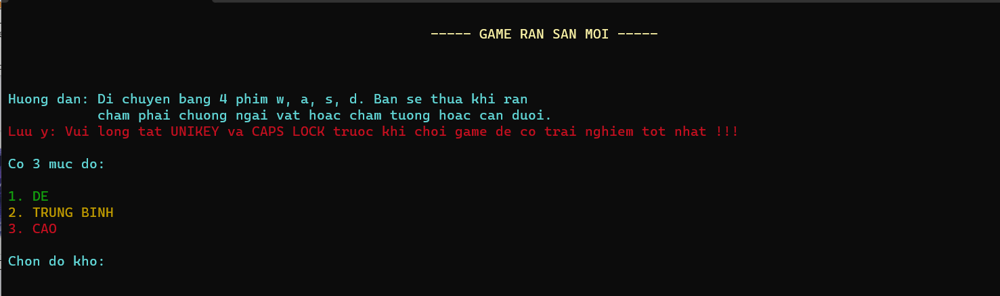 ----- GAME RAN SAN MOI -----
Huong dan: Di chuyen bang 4 phim w, a, s, d. Ban se thua khi ran
cham phai chuong ngai vat hoac cham tuong hoac can duoi.
Luu y: Vui long tat UNIKEY va CAPS LOCK truoc khi choi game de co trai nghiem tot nhat !!!
Co 3 muc do:
1. DE
2. TRUNG BINH
3. CAO
Chon do kho: